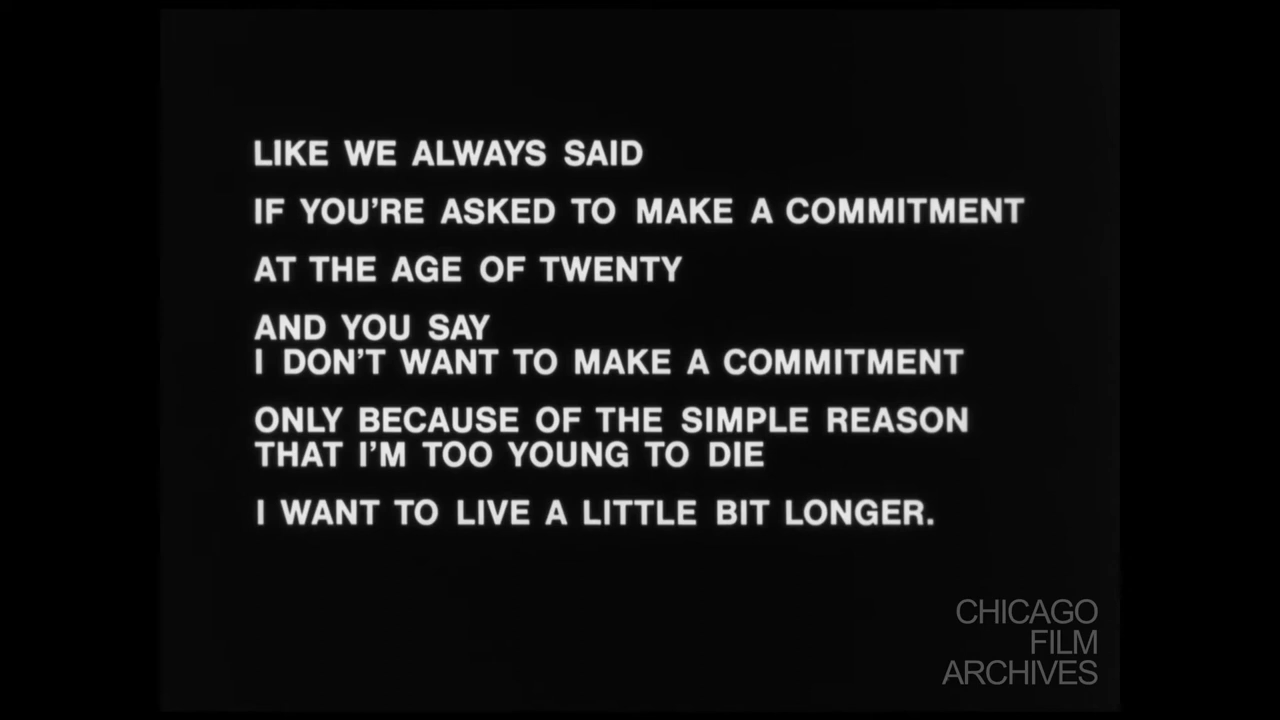 LIKE WE ALWAYS SAID
IF YOU'RE ASKED TO MAKE A COMMITMENT
AT THE AGE OF TWENTY
AND YOU SAY
I DON'T WANT TO MAKE A COMMITMENT
ONLY BECAUSE OF THE SIMPLE REASON
THAT I'M TOO YOUNG TO DIE
I WANT TO LIVE A LITTLE BIT LONGER.
CHICAGO
FILM
ARCHIVES